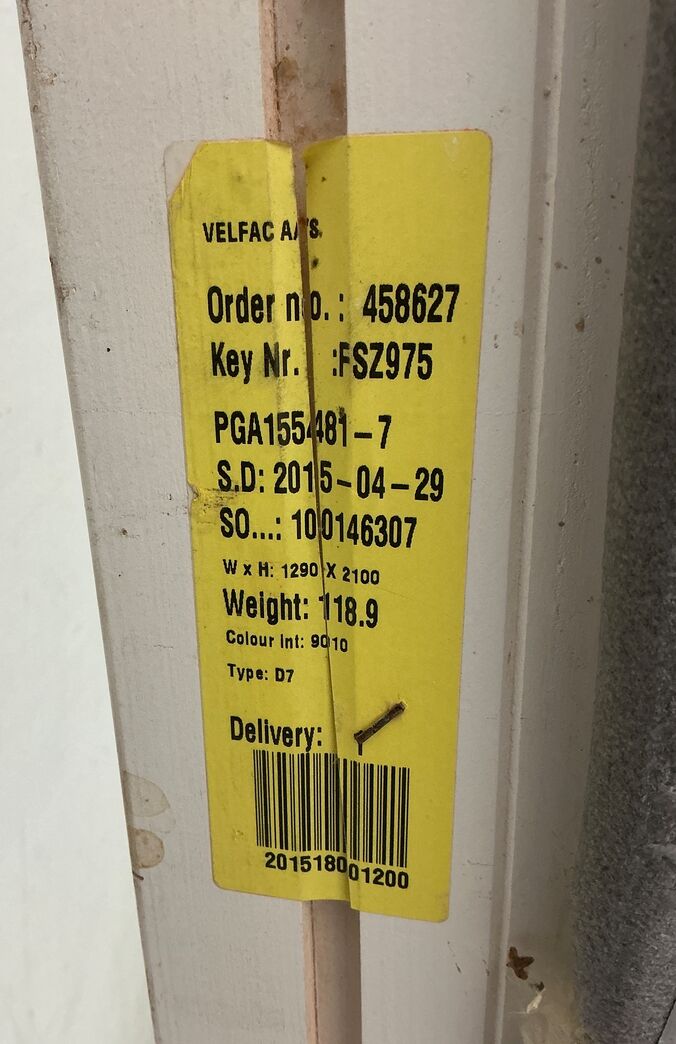 VELFAC A/S
Order no. : 458627
Key Nr. :FSZ975
PGA155481-7
S.D: 2015-04-29
SO...: 100146307
W x H: 1290 X 2100
Weight: 118.9
Colour int: 9010
Type: D7
Delivery:
201518001200